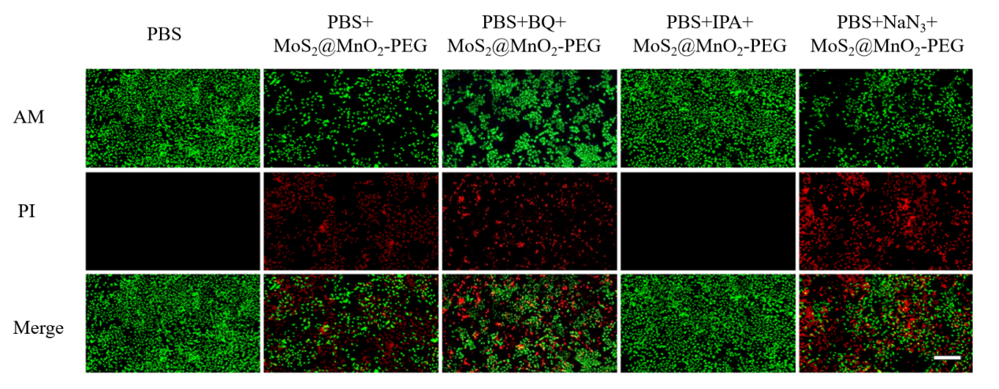 PBS
PBS+
MoS₂@MnO₂-PEG
PBS+BQ+
MoS₂@MnO₂-PEG
PBS+IPA+
MoS₂@MnO₂-PEG
PBS+NaN₃+
MoS₂@MnO₂-PEG
AM
PI
Merge